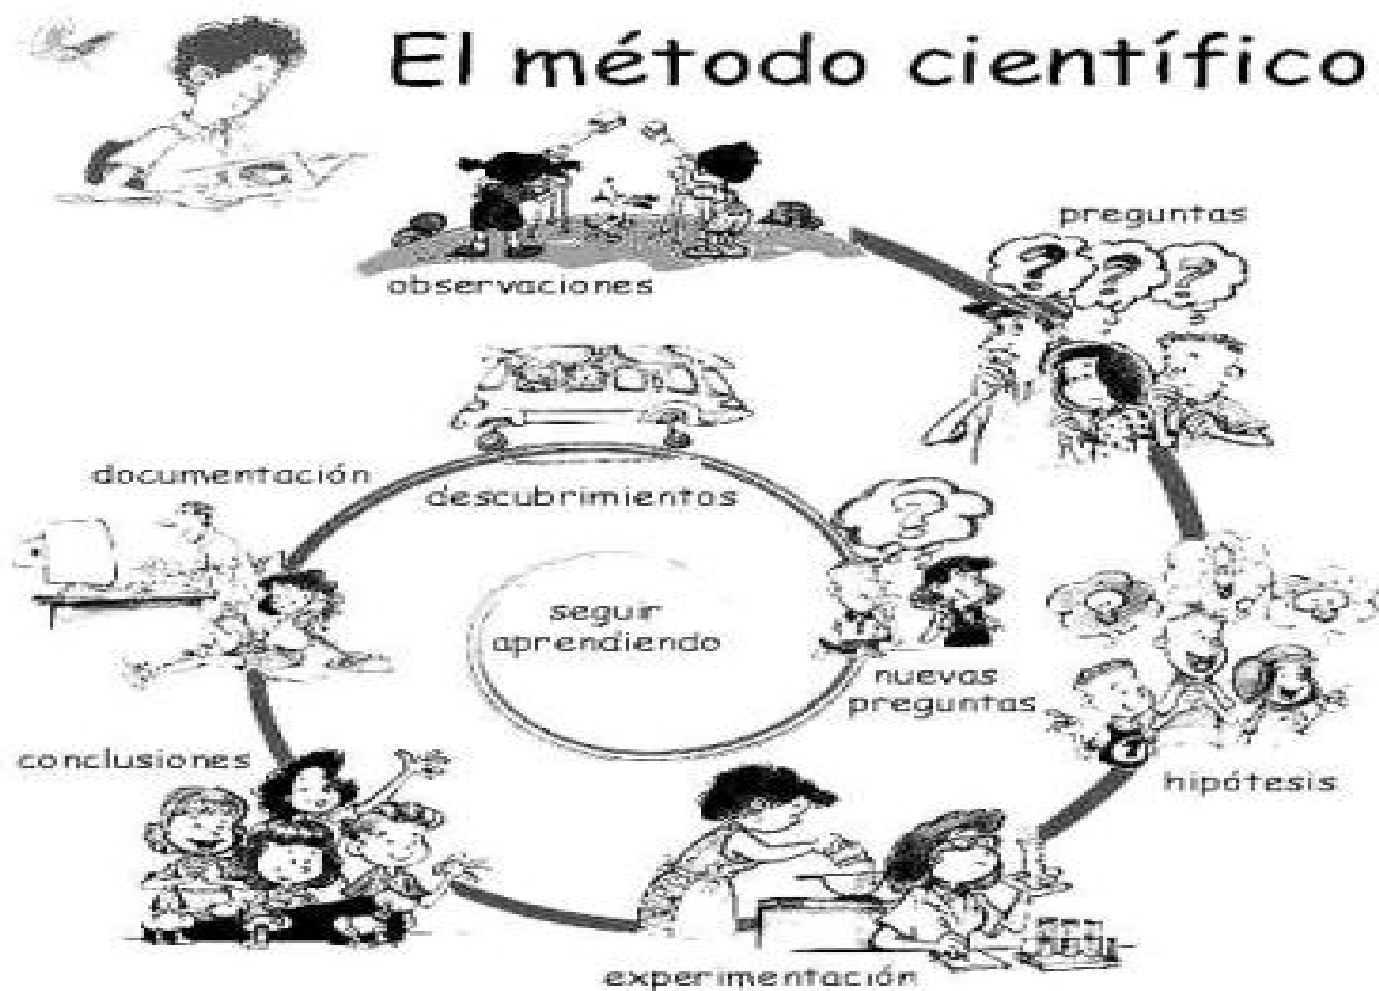 El método científico
observaciones
preguntas
hipótesis
experimentación
conclusiones
documentación
descubrimientos
nuevas
preguntas
seguir
aprendiendo